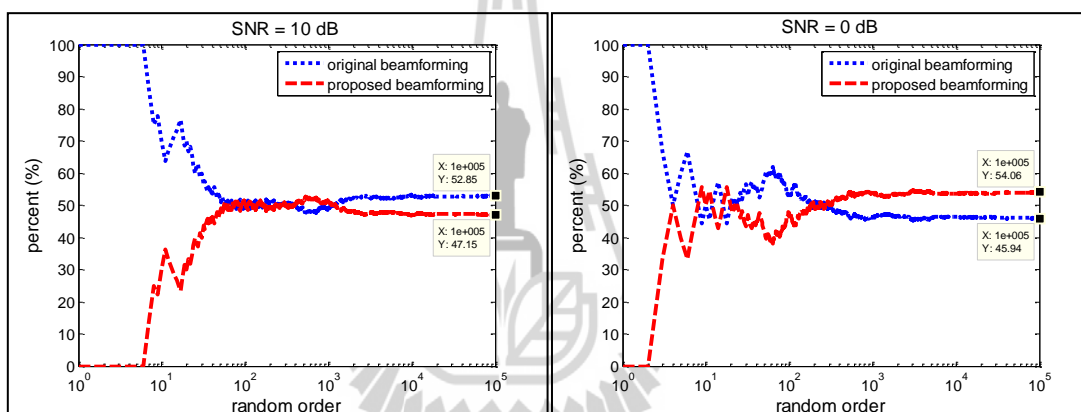 SNR = 10 dB
100
90
80
70
60
50
40
30
20
10
0
percent (%)
original beamforming
proposed beamforming
X: 1e+005
Y: 52.85
X: 1e+005
Y: 47.15
10^0
10^1
10^2
10^3
10^4
10^5
random order
SNR = 0 dB
100
90
80
70
60
50
40
30
20
10
0
percent (%)
original beamforming
proposed beamforming
X: 1e+005
Y: 54.06
X: 1e+005
Y: 45.94
10^0
10^1
10^2
10^3
10^4
10^5
random order